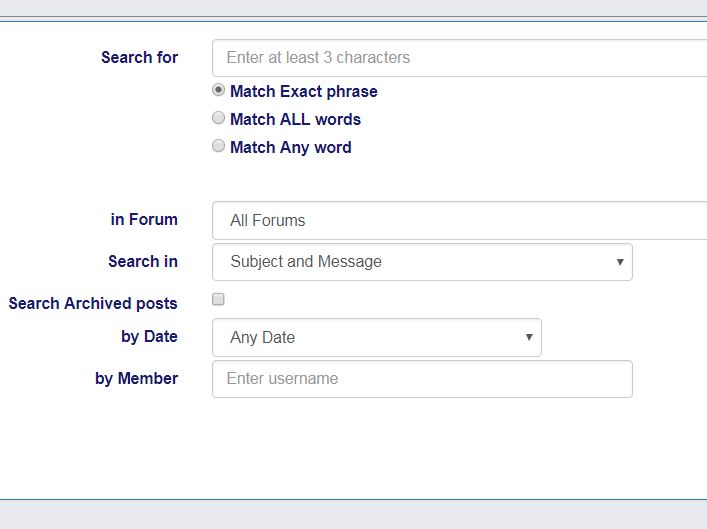 Search for Enter at least 3 characters
Match Exact phrase
Match ALL words
Match Any word
in Forum All Forums
Search in Subject and Message
Search Archived posts
by Date Any Date
by Member Enter username